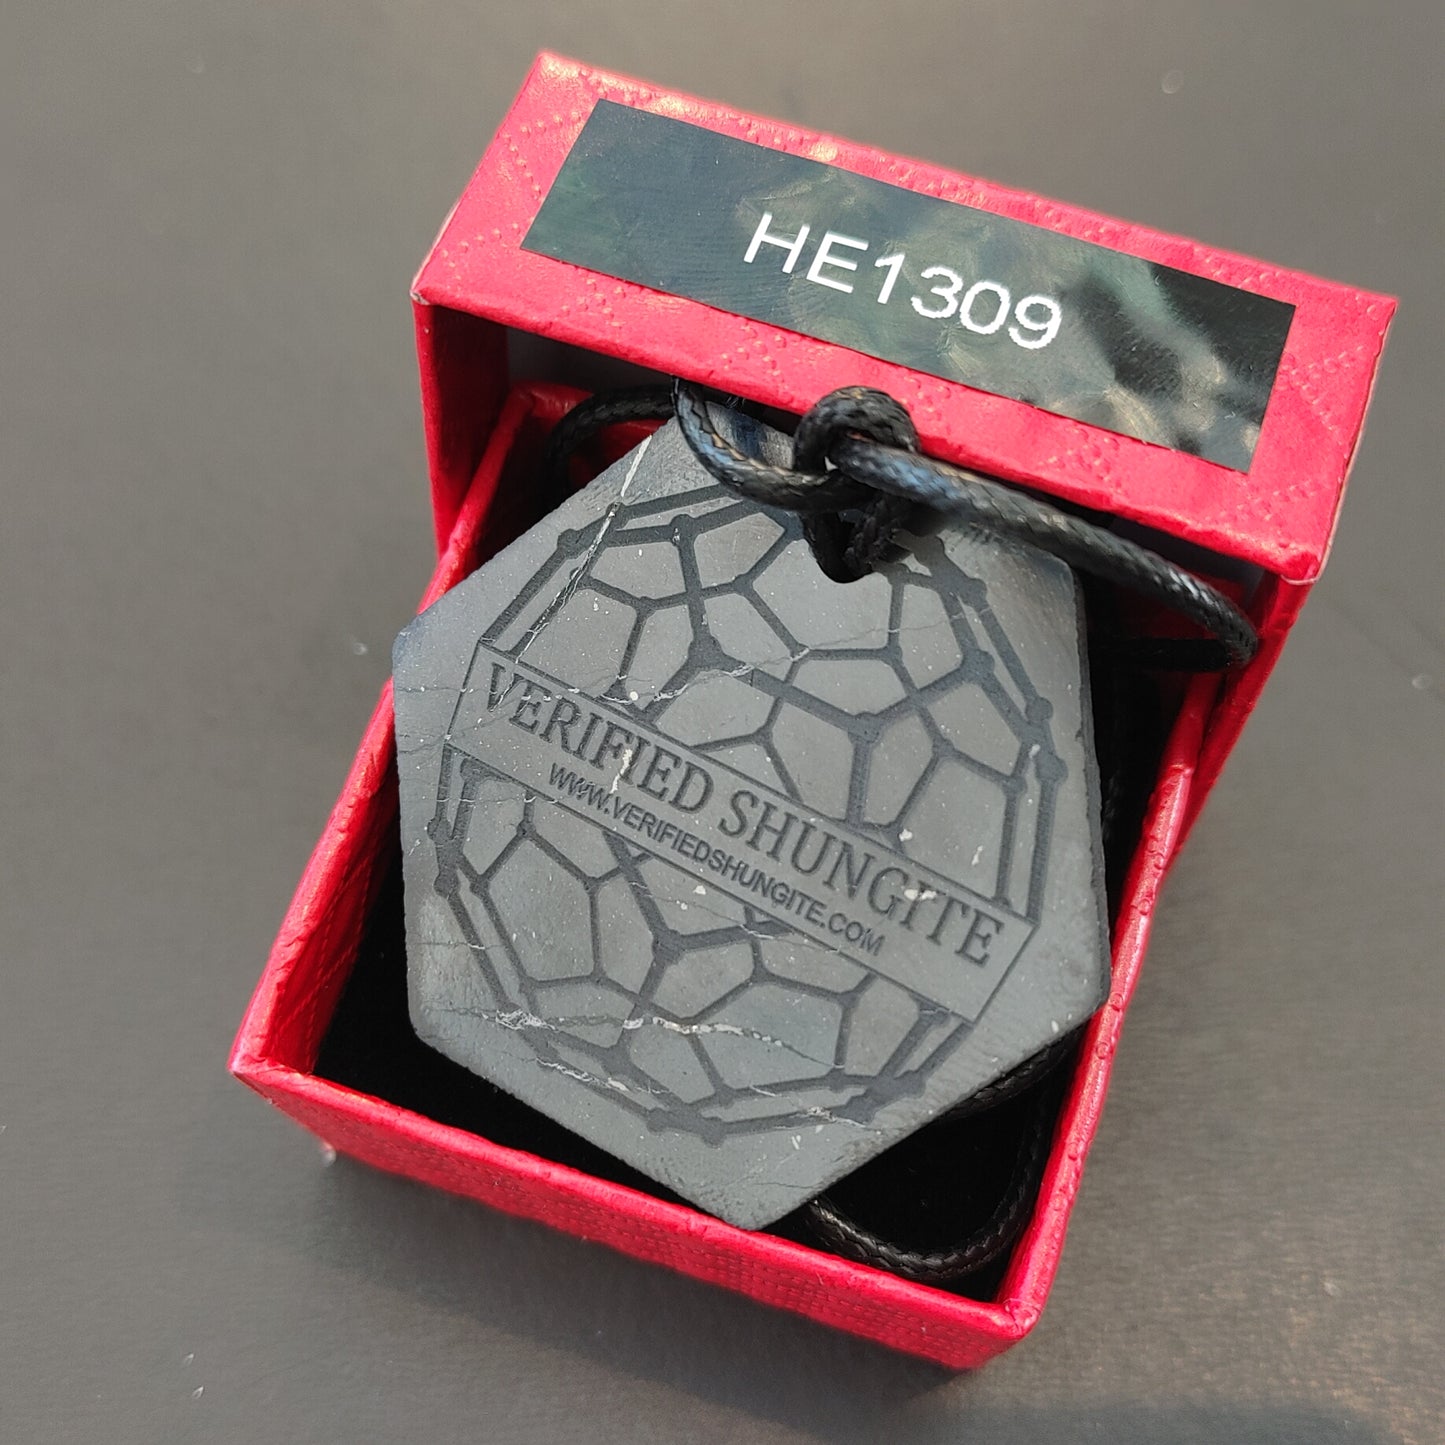 HE1309
VERIFIED SHUNGITE
WWW.VERIFIEDSHUNGITE.COM